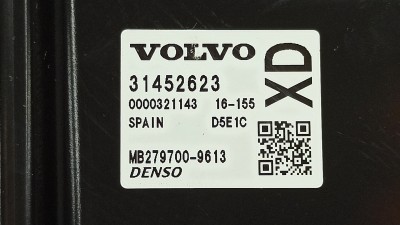 VOLVO
XD
31452623
0000321143 16-155
SPAIN D5E1C
MB279700-9613
DENSO